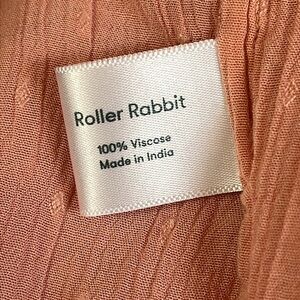 Roller Rabbit
100% Viscose
Made in India